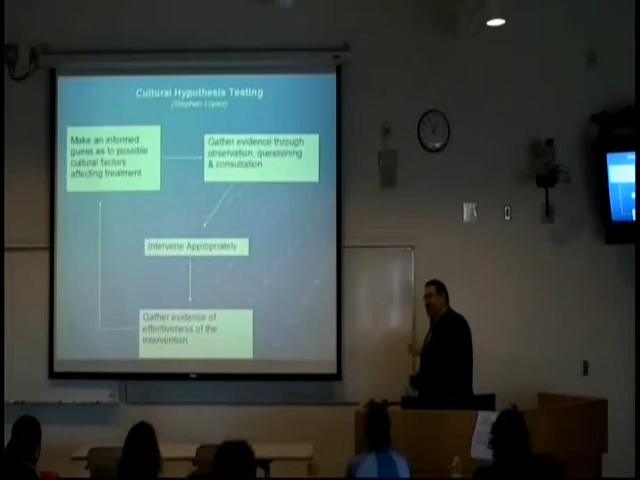 Cultural Hypothesis Testing
(Stephen Lopez)
Make an informed
guess as to possible
cultural factors
affecting treatment
Gather evidence through
observation, questioning
& consultation
Intervene Appropriately
Gather evidence of
effectiveness of the
intervention